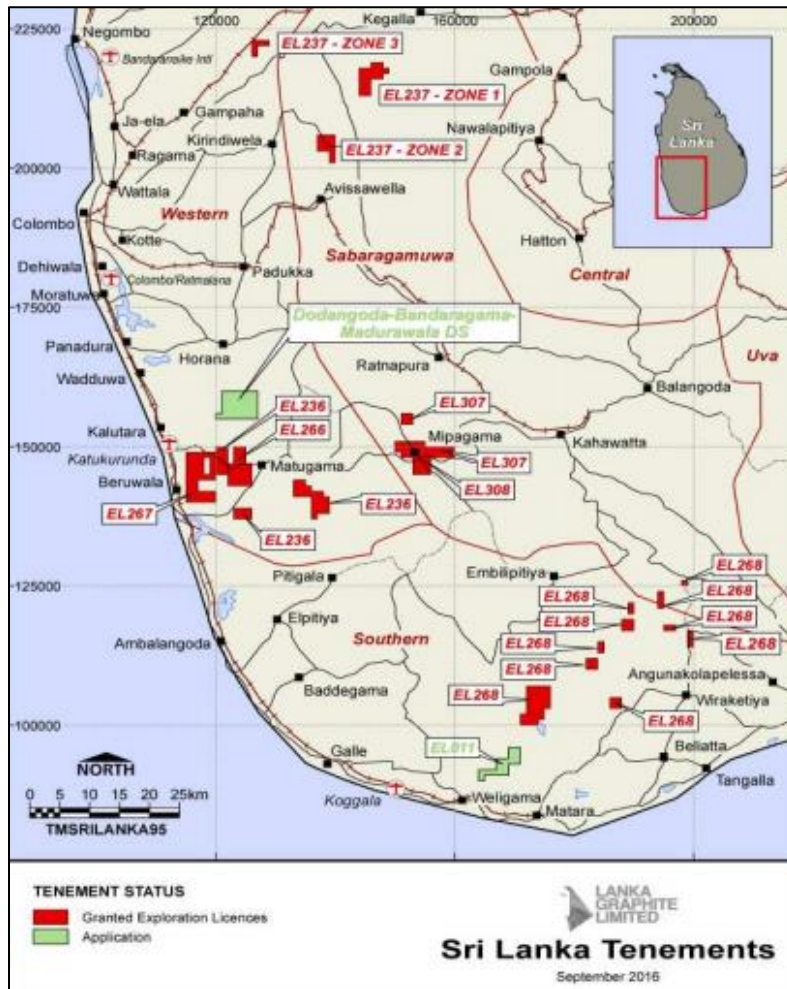 120000
160000
200000
225000
Negombo
Kegalla
EL237 - ZONE 3
Bandaranaike Intl
EL237 - ZONE 1
Gampola
Ja-ela
Gampaha
Kirindiwela
Nawalapitiya
Sri
Lanka
Ragama
EL237 - ZONE 2
200000
Wattala
Avissawella
Western
Colombo
Kotte
Hatton
Sabaragamuwa
Central
Dehiwala
Colombo/Ratmalana
Padukka
Moratuwa
175000
Dodangoda-Bandaragama-
Madurawala DS
Panadura
Horana
Ratnapura
Uva
Wadduwa
Balangoda
EL236
EL307
Kalutara
EL266
Mipagama
Kahawatta
150000
Katukurunda
Matugama
EL307
Beruwala
EL308
EL236
EL267
EL236
125000
Pitigala
Embilipitiya
EL268
EL268
EL268
EL268
Elpitiya
EL268
EL268
Ambalangoda
Southern
EL268
EL268
Angunakolapelessa
Baddegama
EL268
Wiraketiya
100000
EL268
EL011
Beliatta
NORTH
Galle
Tangalla
0 5 10 15 20 25km
Koggala
Weligama
Matara
TMSRILANKA95
TENEMENT STATUS
Granted Exploration Licences
Application
LANKA
GRAPHITE
LIMITED
Sri Lanka Tenements
September 2016